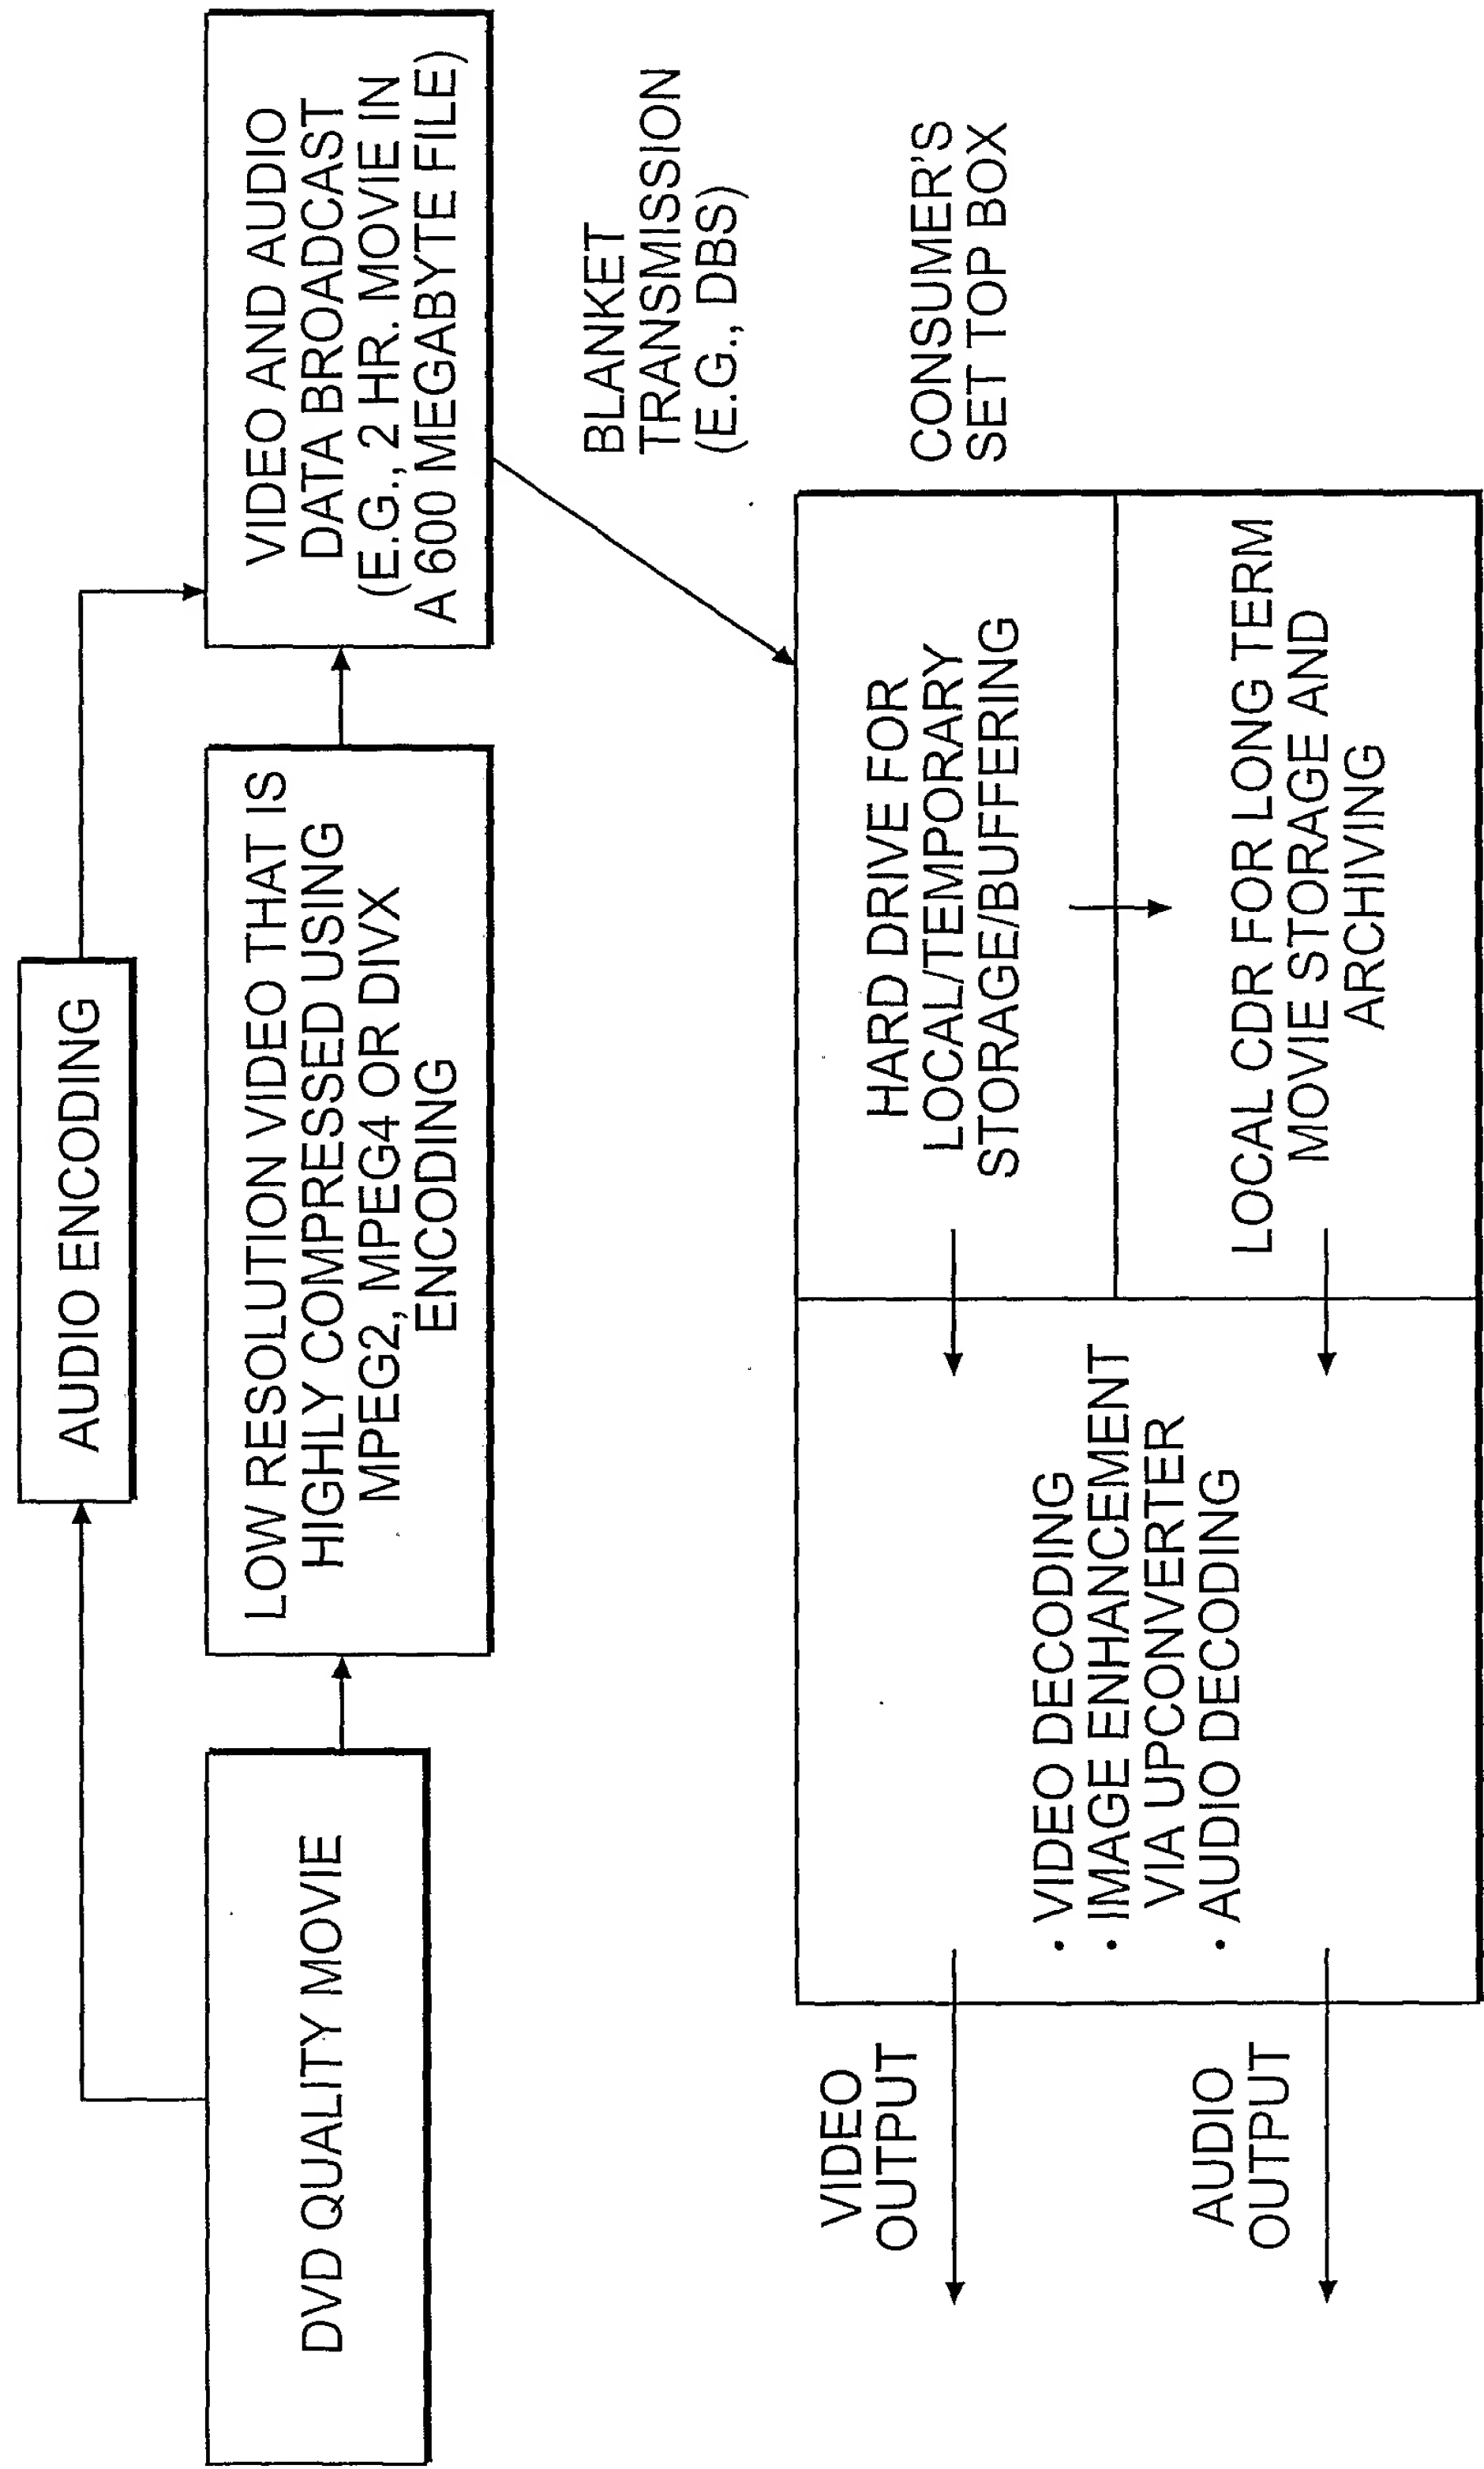 AUDIO ENCODING
DVD QUALITY MOVIE
LOW RESOLUTION VIDEO THAT IS
HIGHLY COMPRESSED USING
MPEG2, MPEG4 OR DIVX
ENCODING
VIDEO AND AUDIO
DATA BROADCAST
(E.G., 2 HR. MOVIE IN
A 600 MEGABYTE FILE)
BLANKET
TRANSMISSION
(E.G., DBS)
CONSUMER'S
SET TOP BOX
HARD DRIVE FOR
LOCAL/TEMPORARY
STORAGE/BUFFERING
LOCAL CDR FOR LONG TERM
MOVIE STORAGE AND
ARCHIVING
• VIDEO DECODING
• IMAGE ENHANCEMENT
VIA UPCONVERTER
• AUDIO DECODING
VIDEO
OUTPUT
AUDIO
OUTPUT